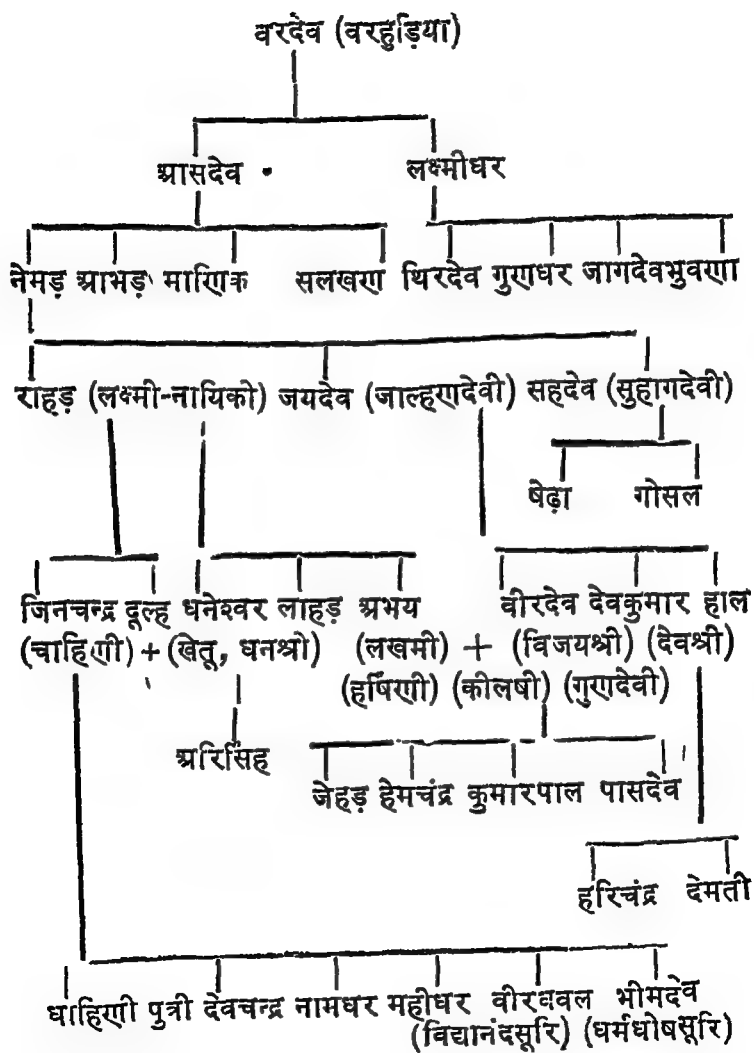 वरदेव (वरहुड़िया)
आसदेव लक्ष्मीधर
नेमड़ आभड़ माणिक सलखण थिरदेव गुणधर जागदेव भुवणा
राहड़ (लक्ष्मी-नायिको) जयदेव (जाल्हणदेवी) सहदेव (सुहागदेवी)
षेढ़ा गोसल
जिनचन्द्र दूल्ह धनेश्वर लाहड़ अभय वीरदेव देवकुमार हाल
(चाहिणी) + (खेतू, धनश्री) (लखमी) + (विजयश्री) (देवश्री)
(हर्षिणी) (कीलषी) (गुणदेवी)
अरिसिंह
जेहड़ हेमचंद्र कुमारपाल पासदेव
हरिचंद्र देमती
धाहिणी पुत्री देवचन्द्र नामधर महीधर वीरधवल भीमदेव
(विद्यानंदसूरि) (धर्मघोषसूरि)